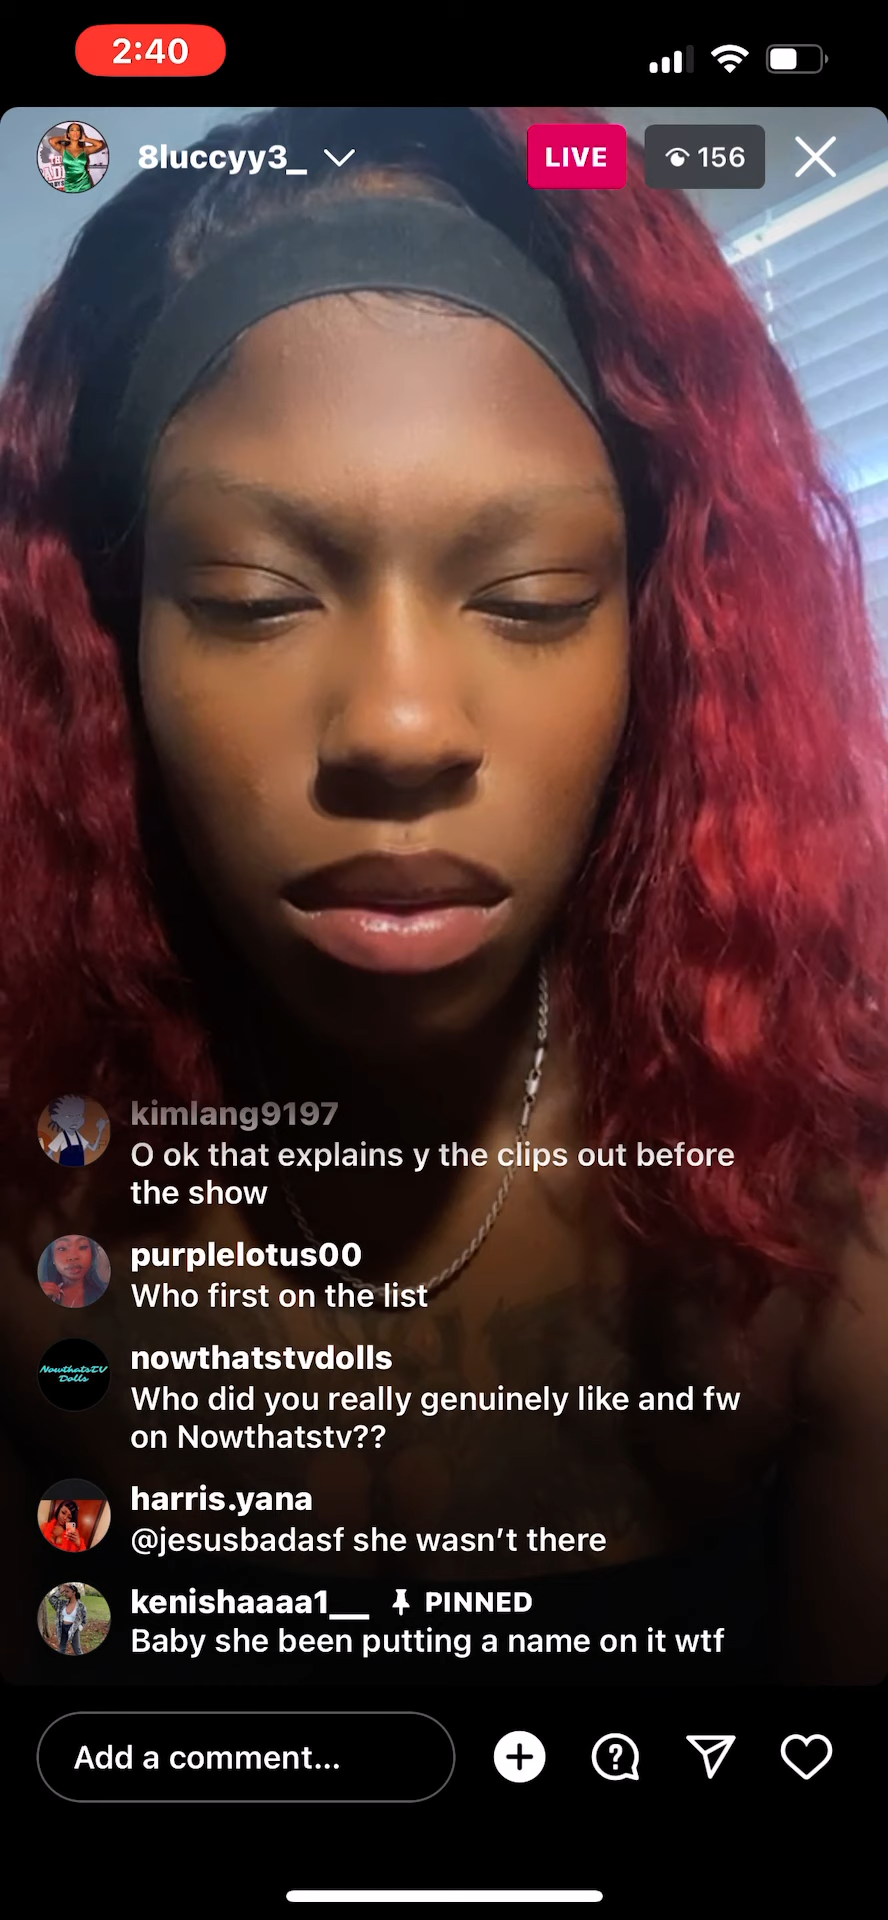 2:40
8luccyy3_
LIVE
156
kimlang9197
O ok that explains y the clips out before
the show
purplelotus00
Who first on the list
nowthatstvdolls
NowthatsTV
Dolls
Who did you really genuinely like and fw
on Nowthatstv??
harris.yana
@jesusbadasf she wasn't there
kenishaaaa1__ PINNED
Baby she been putting a name on it wtf
Add a comment...